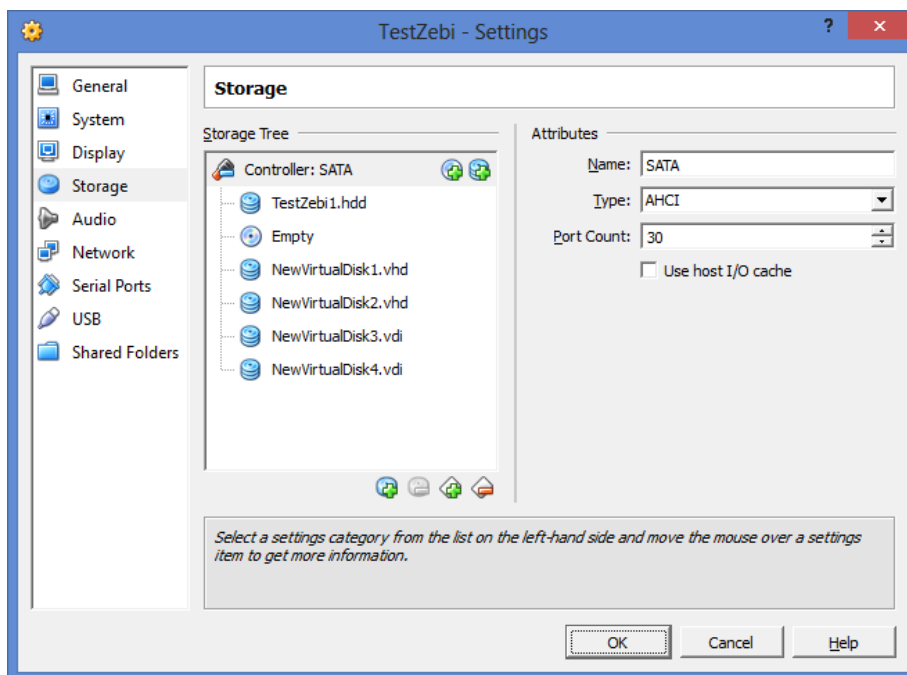 TestZebi - Settings
?
×
General
System
Display
Storage
Audio
Network
Serial Ports
USB
Shared Folders
Storage
Storage Tree
Controller: SATA
TestZebi1.hdd
Empty
NewVirtualDisk1.vhd
NewVirtualDisk2.vhd
NewVirtualDisk3.vdi
NewVirtualDisk4.vdi
Attributes
Name: SATA
Type: AHCI
Port Count: 30
Use host I/O cache
Select a settings category from the list on the left-hand side and move the mouse over a settings
item to get more information.
OK Cancel Help